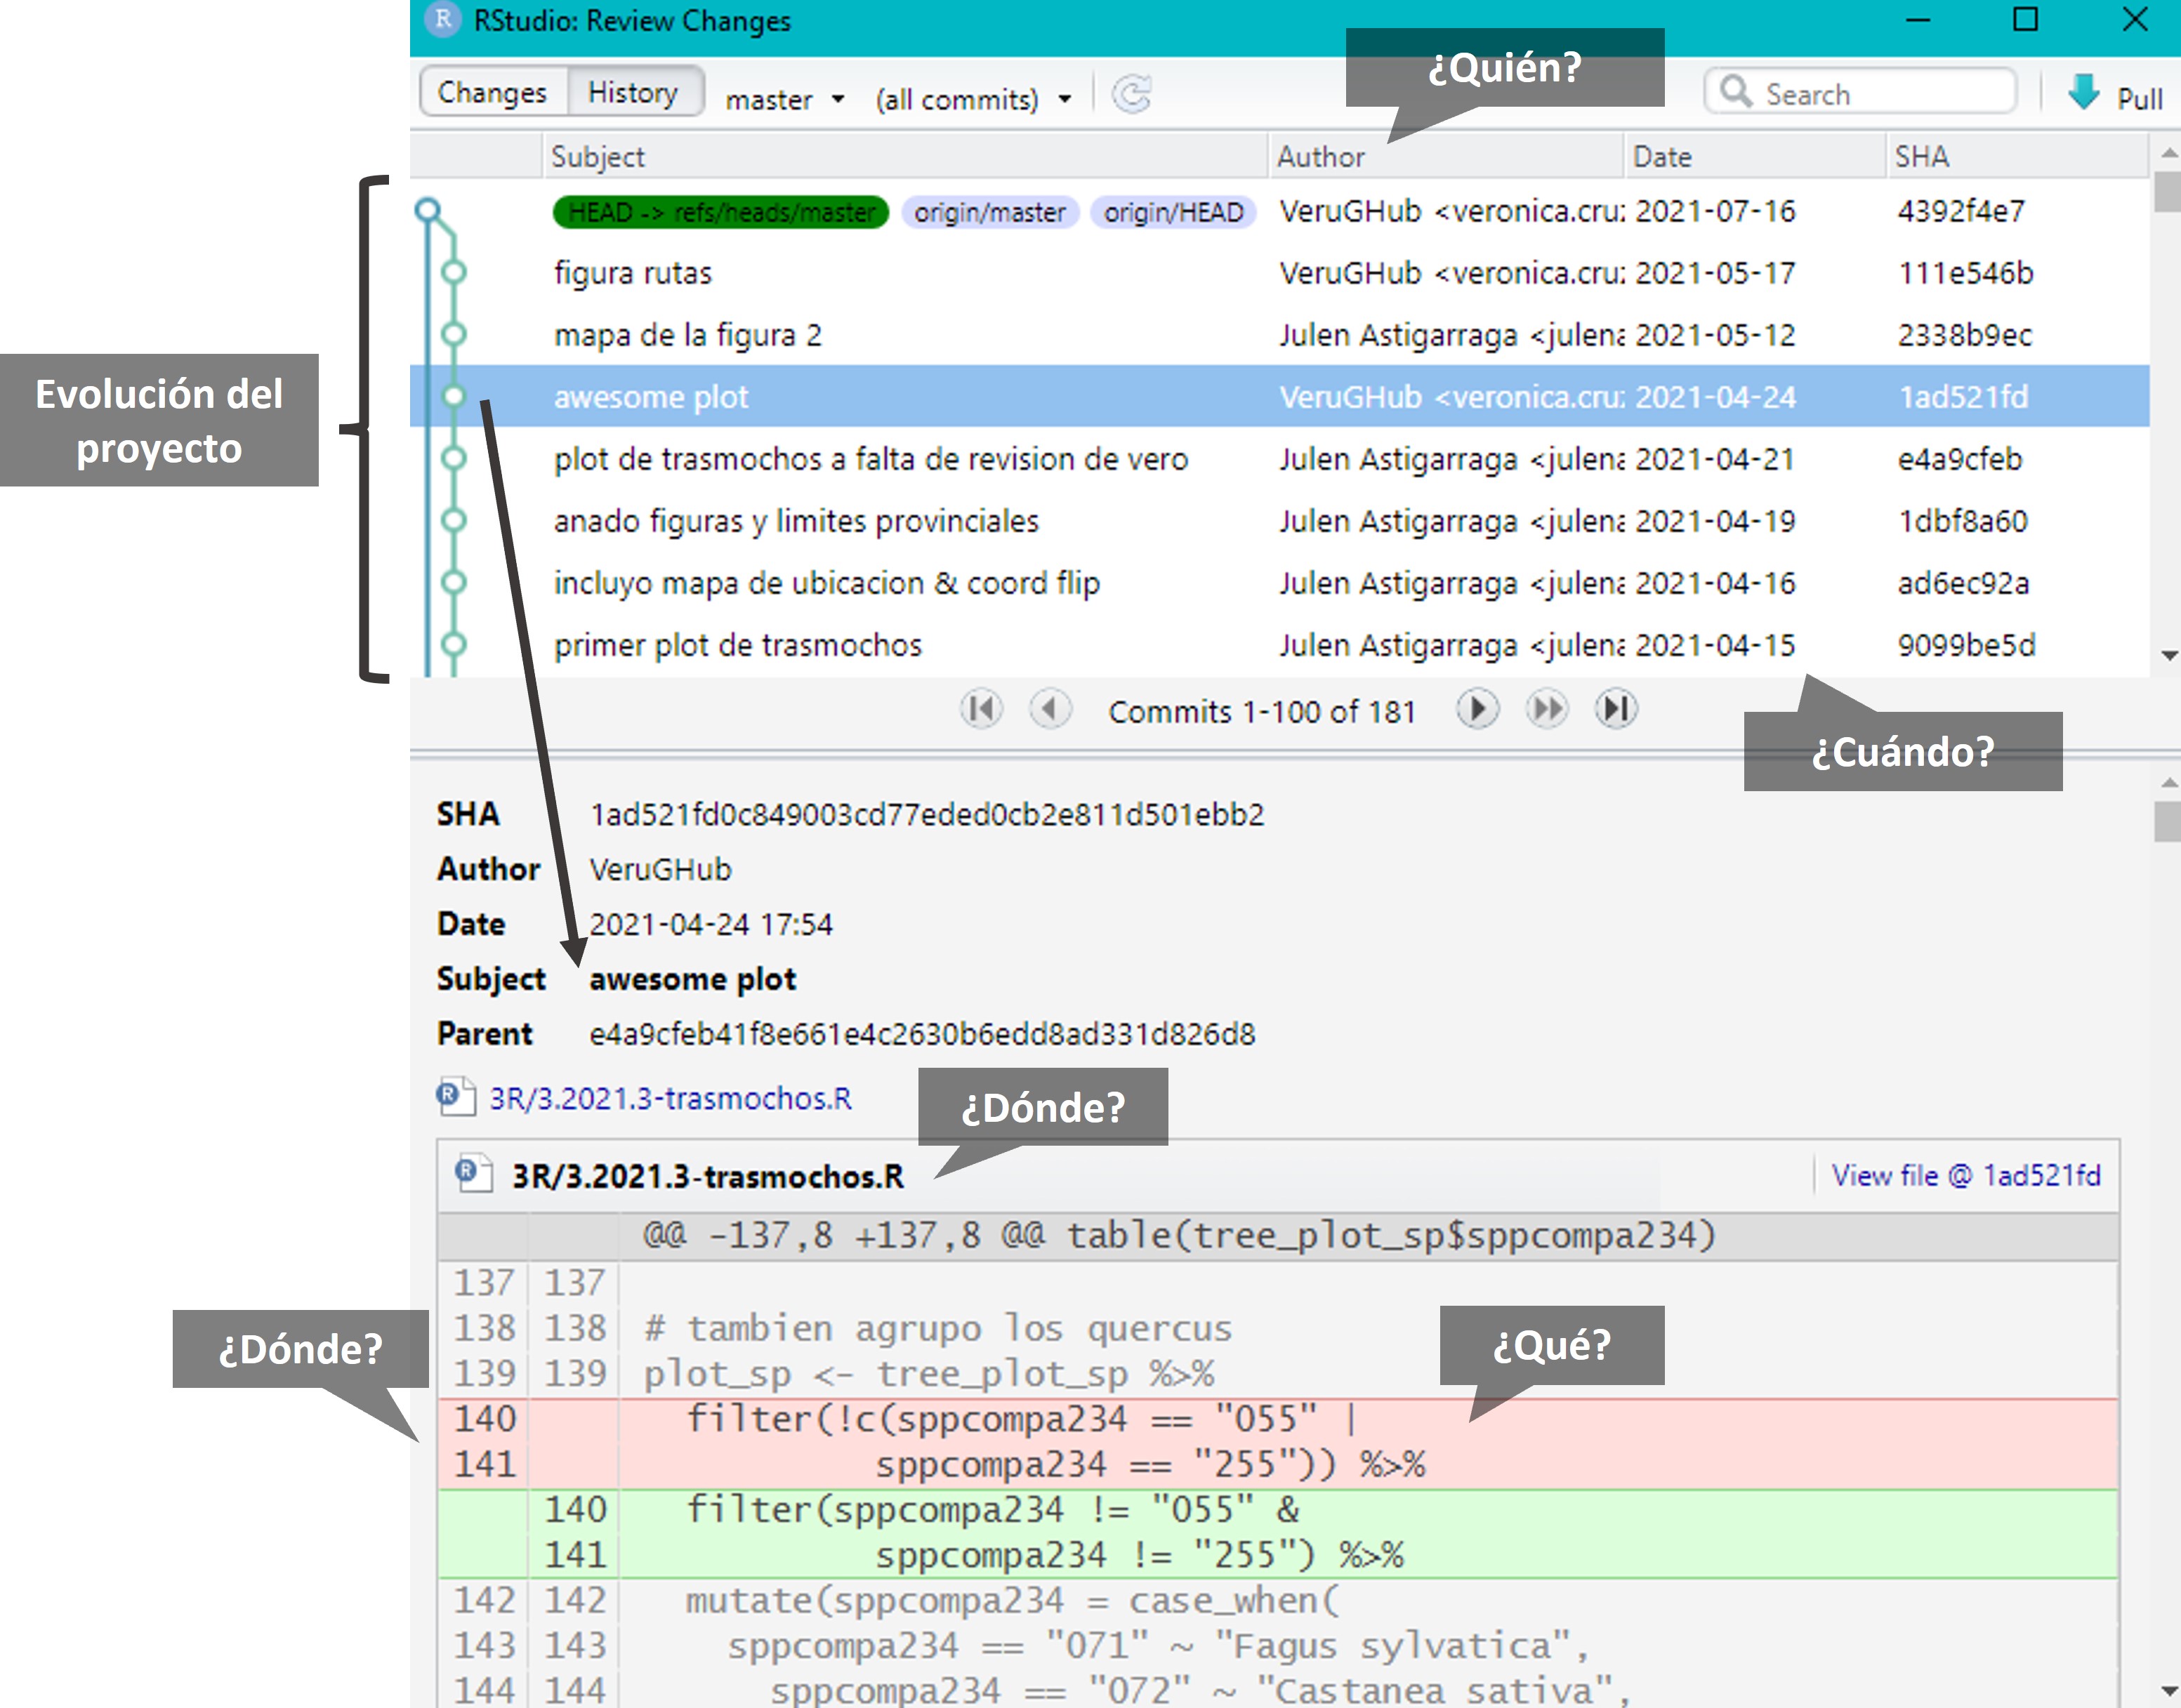 RStudio: Review Changes
¿Quién?
Changes History master (all commits) Search Pull
Subject Author Date SHA
HEAD -> refs/heads/master origin/master origin/HEAD VeruGHub <veronica.cru 2021-07-16 4392f4e7
figura rutas VeruGHub <veronica.cru 2021-05-17 111e546b
mapa de la figura 2 Julen Astigarraga <julena 2021-05-12 2338b9ec
awesome plot VeruGHub <veronica.cru 2021-04-24 1ad521fd
plot de trasmochos a falta de revision de vero Julen Astigarraga <julena 2021-04-21 e4a9cfeb
anado figuras y limites provinciales Julen Astigarraga <julena 2021-04-19 1dbf8a60
incluyo mapa de ubicacion & coord flip Julen Astigarraga <julena 2021-04-16 ad6ec92a
primer plot de trasmochos Julen Astigarraga <julena 2021-04-15 9099be5d
Evolución del
proyecto
Commits 1-100 of 181
¿Cuándo?
SHA 1ad521fd0c849003cd77eded0cb2e811d501ebb2
Author VeruGHub
Date 2021-04-24 17:54
Subject awesome plot
Parent e4a9cfeb41f8e661e4c2630b6edd8ad331d826d8
3R/3.2021.3-trasmochos.R
¿Dónde?
3R/3.2021.3-trasmochos.R View file @ 1ad521fd
@@ -137,8 +137,8 @@ table(tree_plot_sp$sppcompa234)
137 137
138 138 # tambien agrupo los quercus
139 139 plot_sp <- tree_plot_sp %>%
¿Dónde?
¿Qué?
140 filter(!c(sppcompa234 == "055" |
141 sppcompa234 == "255")) %>%
140 filter(sppcompa234 != "055" &
141 sppcompa234 != "255") %>%
142 142 mutate(sppcompa234 = case_when(
143 143 sppcompa234 == "071" ~ "Fagus sylvatica",
144 144 sppcompa234 == "072" ~ "Castanea sativa",